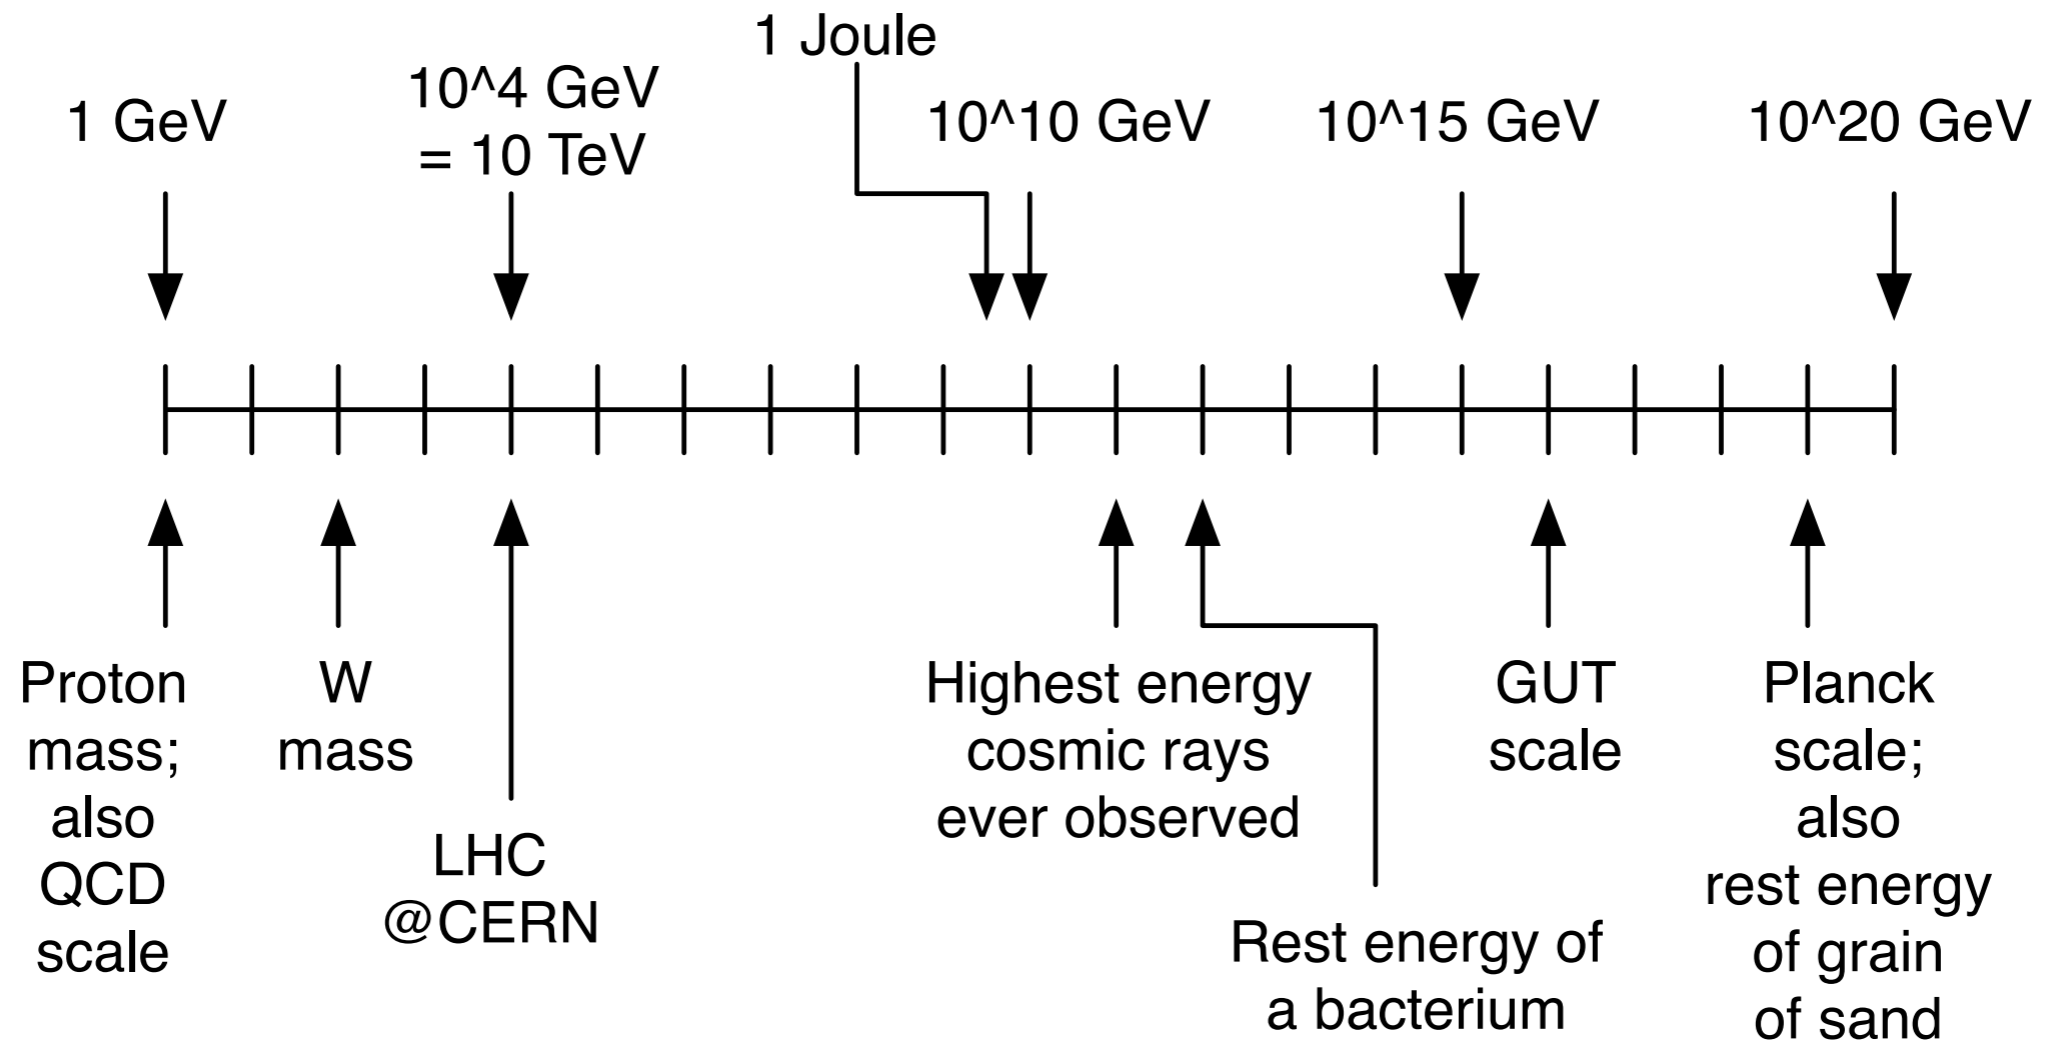 1 Joule
1 GeV
10^4 GeV
= 10 TeV
10^10 GeV
10^15 GeV
10^20 GeV
Proton
mass;
also
QCD
scale
W
mass
LHC
@CERN
Highest energy
cosmic rays
ever observed
Rest energy of
a bacterium
GUT
scale
Planck
scale;
also
rest energy
of grain
of sand